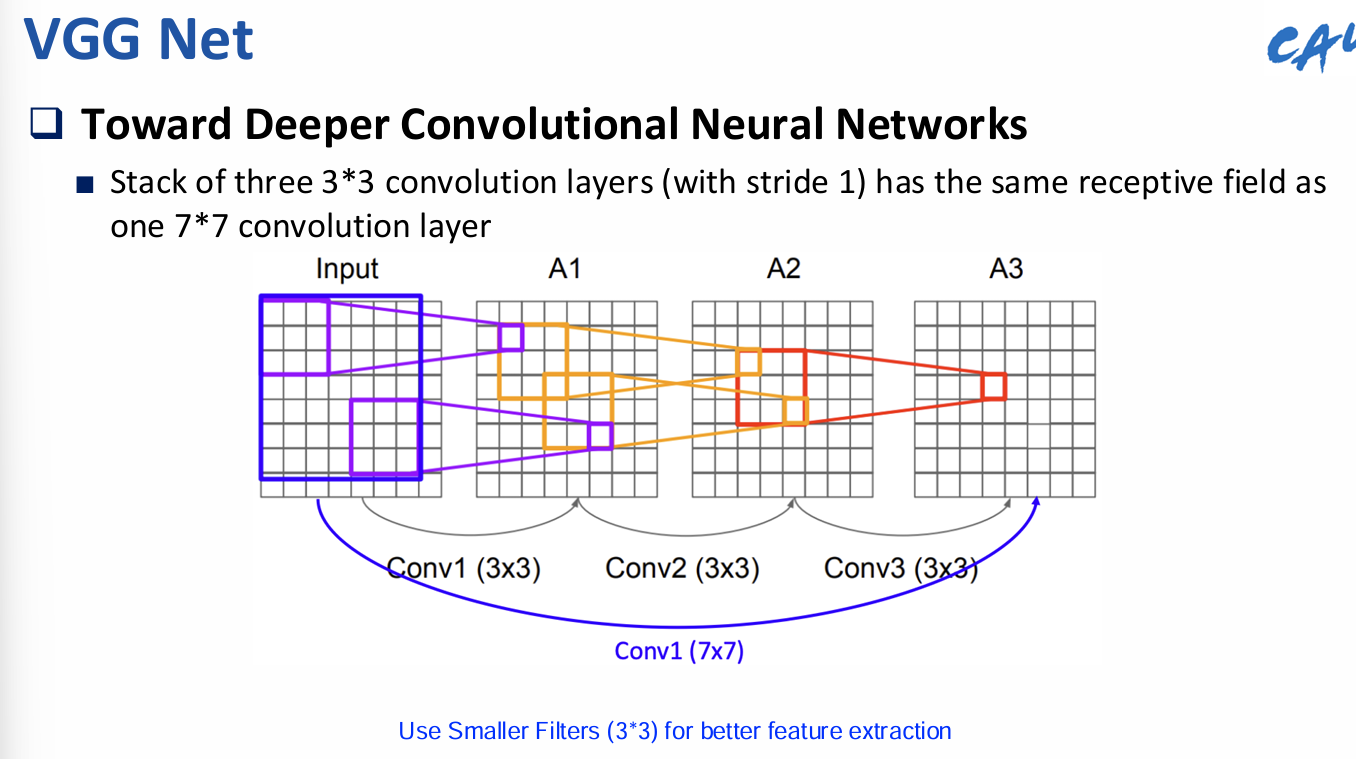 VGG Net
CAU
Toward Deeper Convolutional Neural Networks
Stack of three 3*3 convolution layers (with stride 1) has the same receptive field as
one 7*7 convolution layer
Input A1 A2 A3
Conv1 (3x3) Conv2 (3x3) Conv3 (3x3)
Conv1 (7x7)
Use Smaller Filters (3*3) for better feature extraction